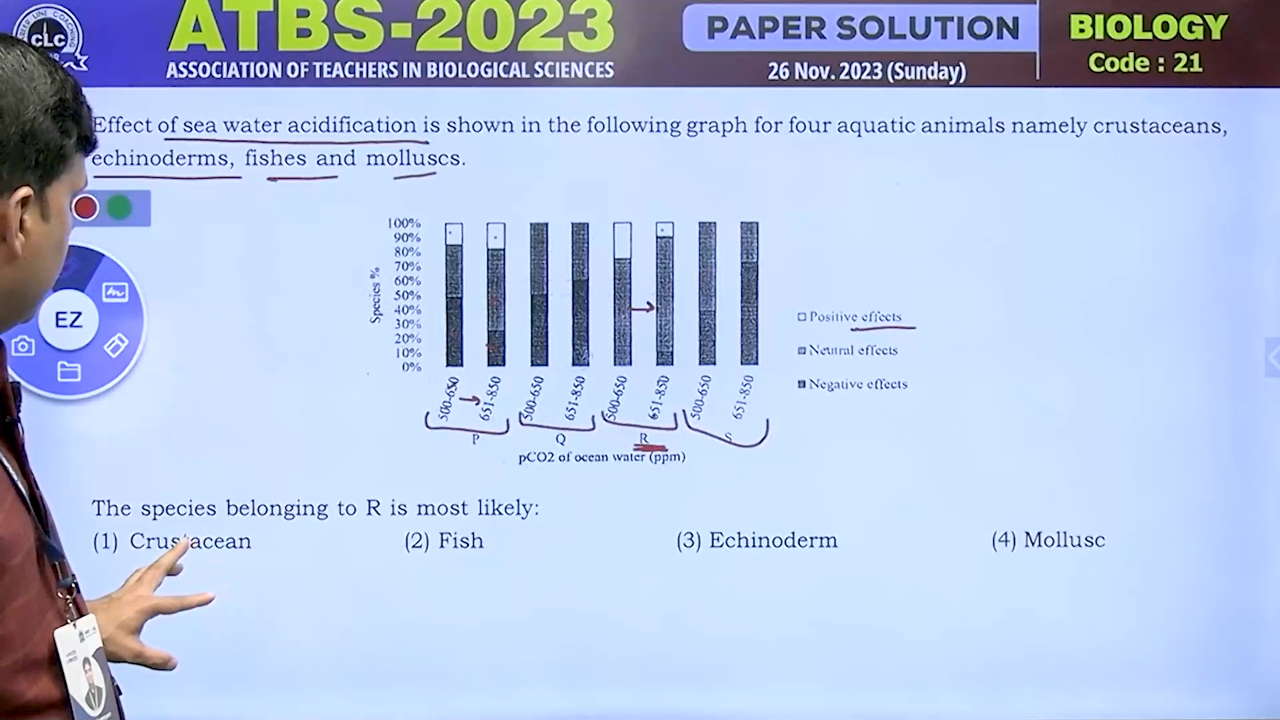 CLC
ATBS-2023
ASSOCIATION OF TEACHERS IN BIOLOGICAL SCIENCES
PAPER SOLUTION
26 Nov. 2023 (Sunday)
BIOLOGY
Code : 21
Effect of sea water acidification is shown in the following graph for four aquatic animals namely crustaceans,
echinoderms, fishes and molluscs.
EZ
Species %
100%
90%
80%
70%
60%
50%
40%
30%
20%
10%
0%
500-650 651-850 500-650 651-850 500-650 651-850 500-650 651-850
P Q R S
pCO2 of ocean water (ppm)
Positive effects
Neutral effects
Negative effects
The species belonging to R is most likely:
(1) Crustacean (2) Fish (3) Echinoderm (4) Mollusc